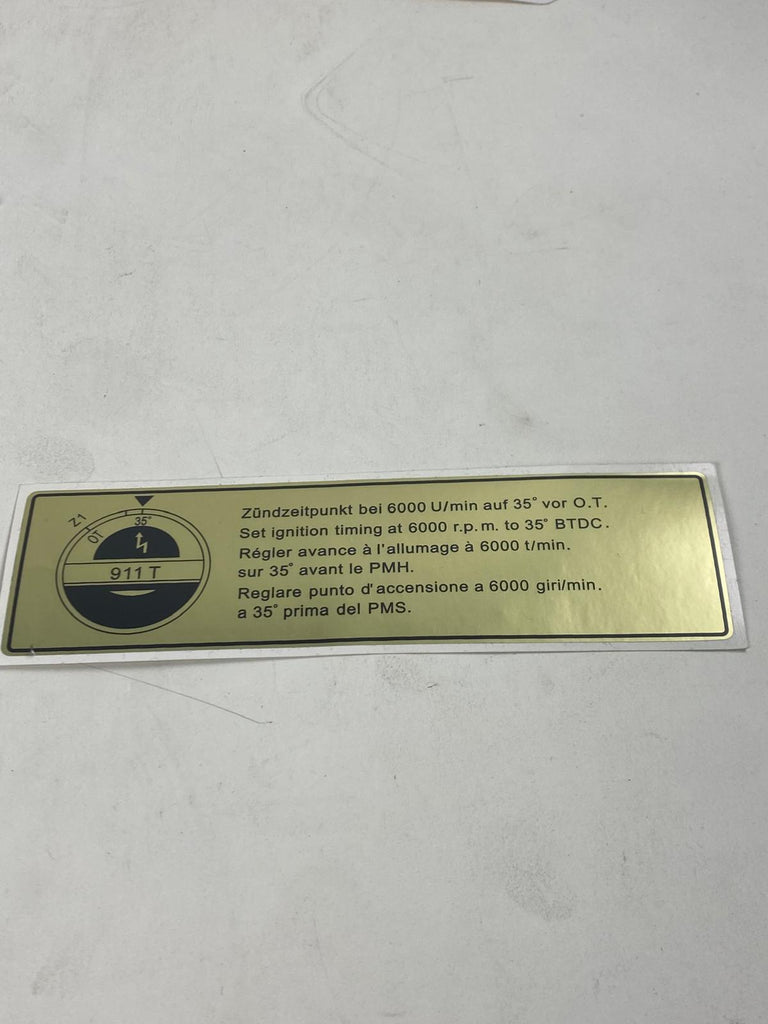 Z1
OT
35°
911 T
Zündzeitpunkt bei 6000 U/min auf 35° vor O.T.
Set ignition timing at 6000 r.p.m. to 35° BTDC.
Régler avance à l'allumage à 6000 t/min.
sur 35° avant le PMH.
Reglare punto d'accensione a 6000 giri/min.
a 35° prima del PMS.